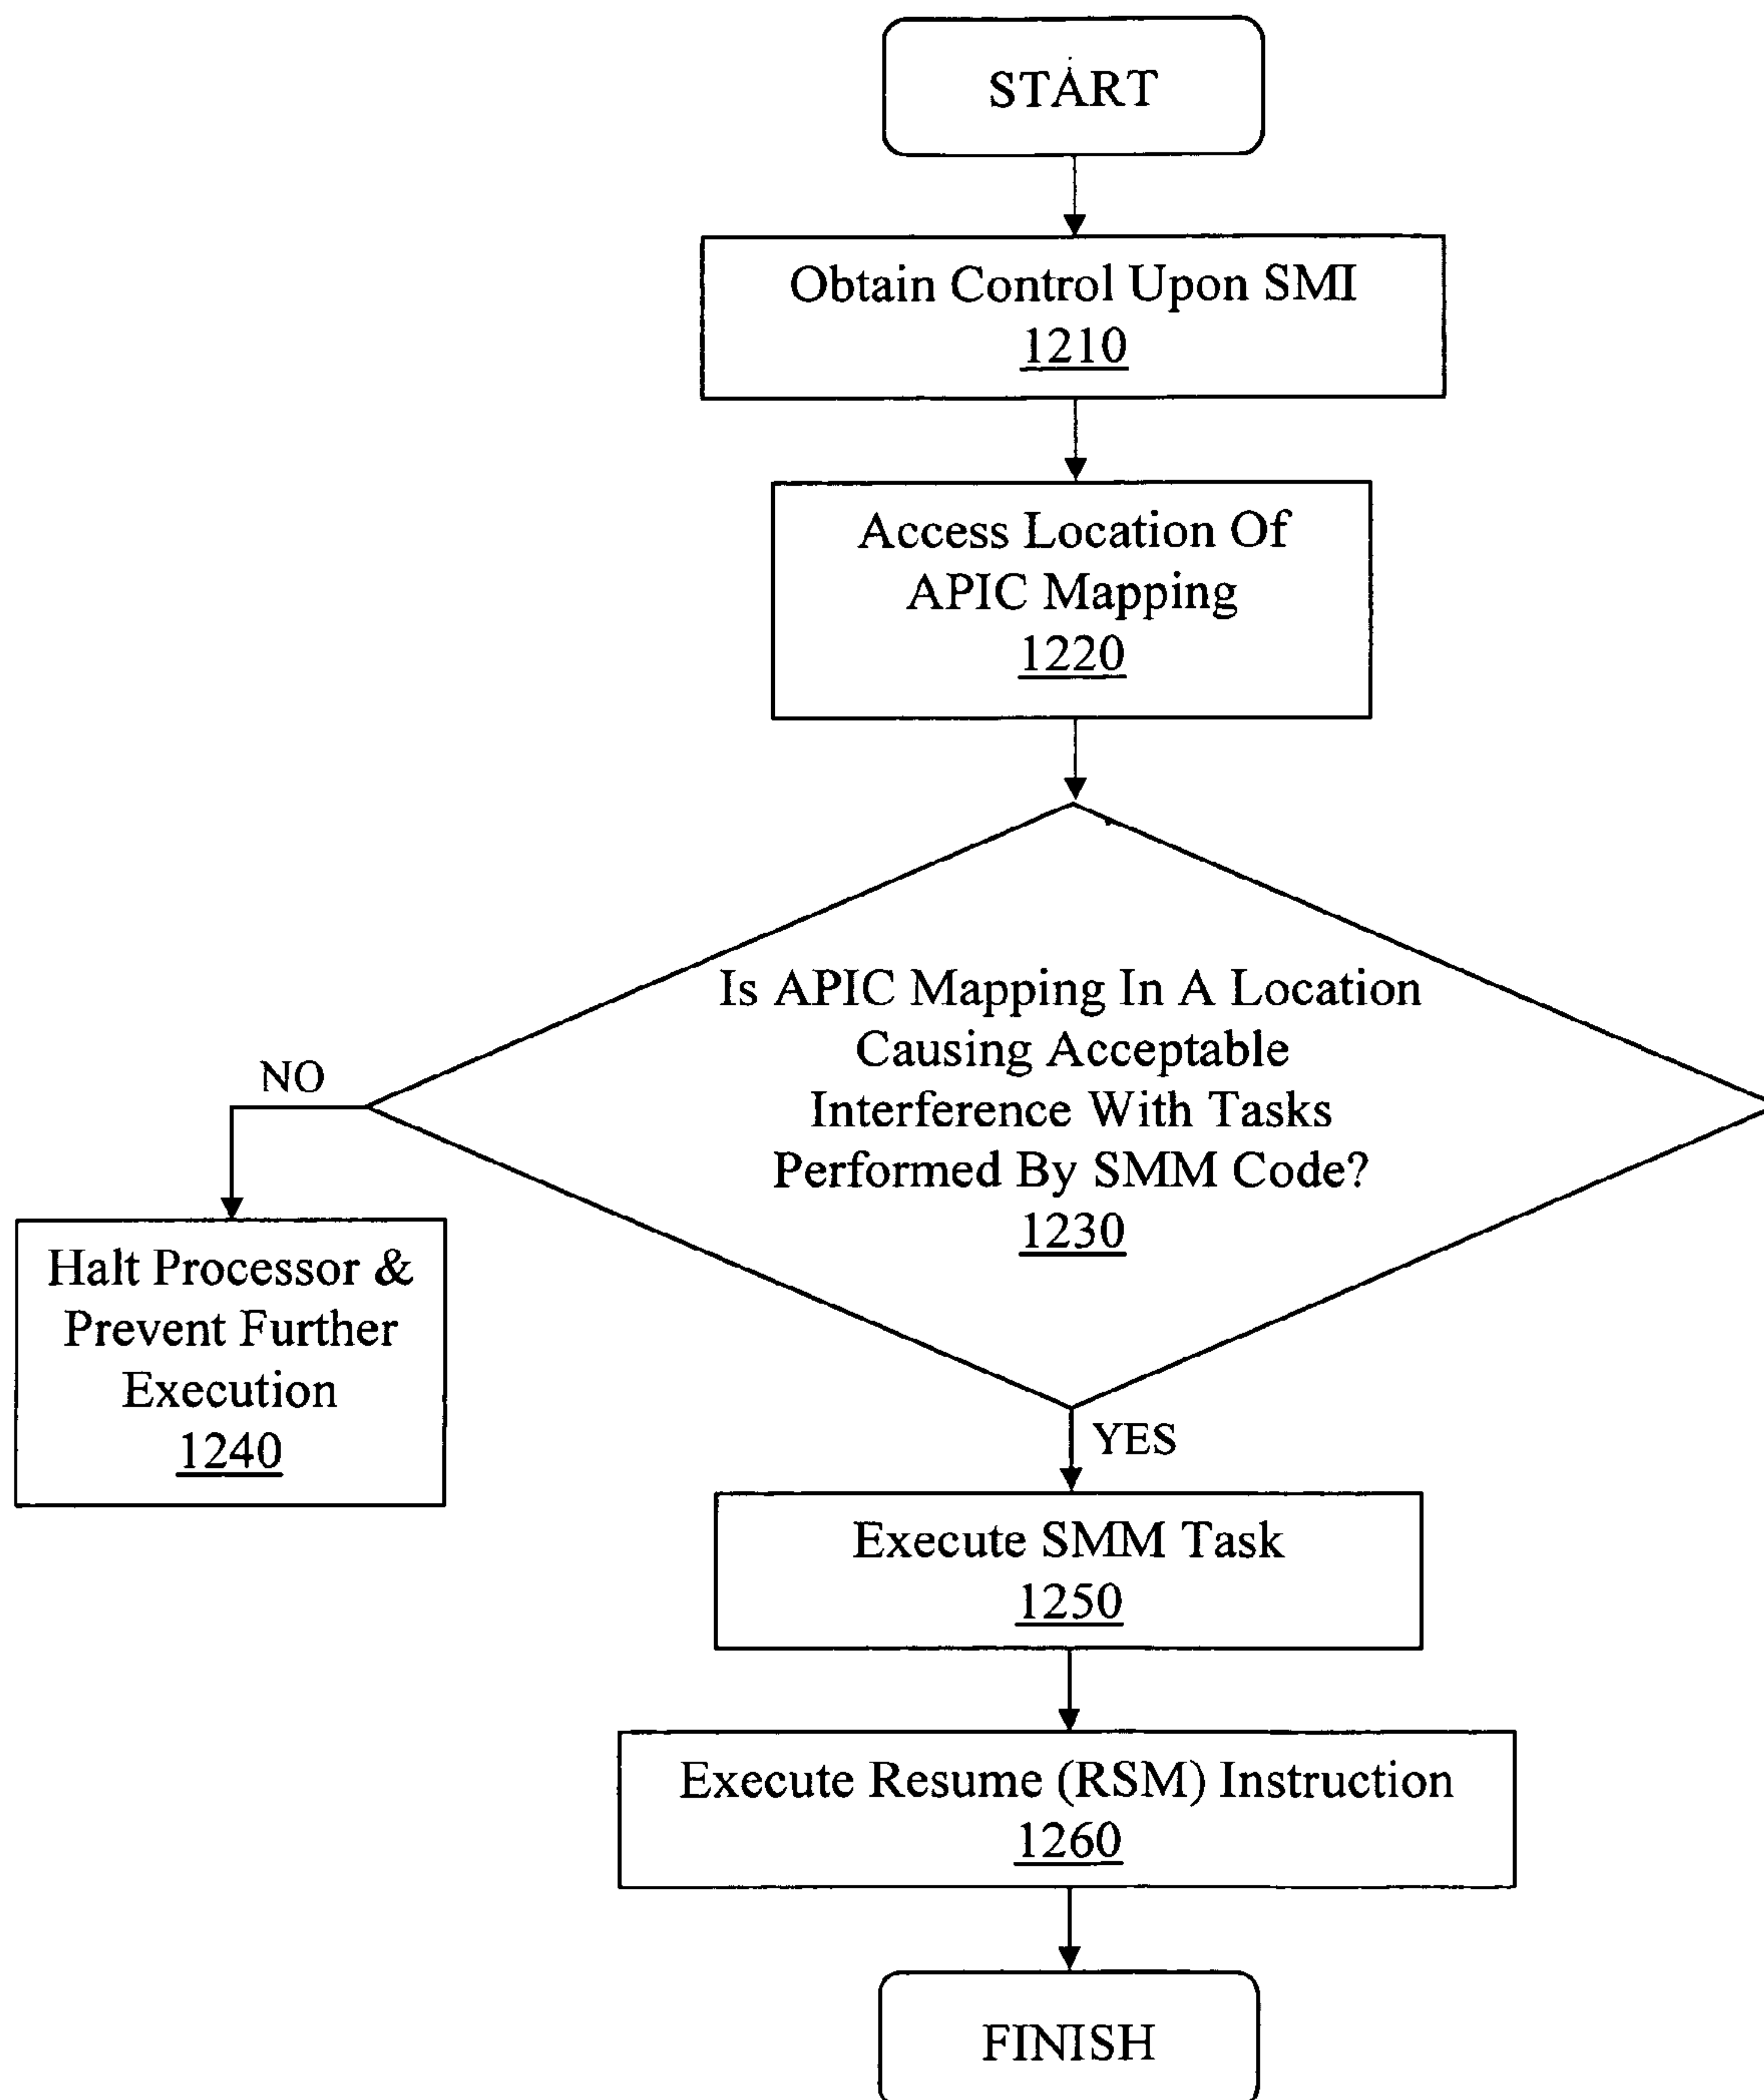 START
Obtain Control Upon SMI
1210
Access Location Of
APIC Mapping
1220
Is APIC Mapping In A Location
Causing Acceptable
Interference With Tasks
Performed By SMM Code?
1230
NO
Halt Processor &
Prevent Further
Execution
1240
YES
Execute SMM Task
1250
Execute Resume (RSM) Instruction
1260
FINISH